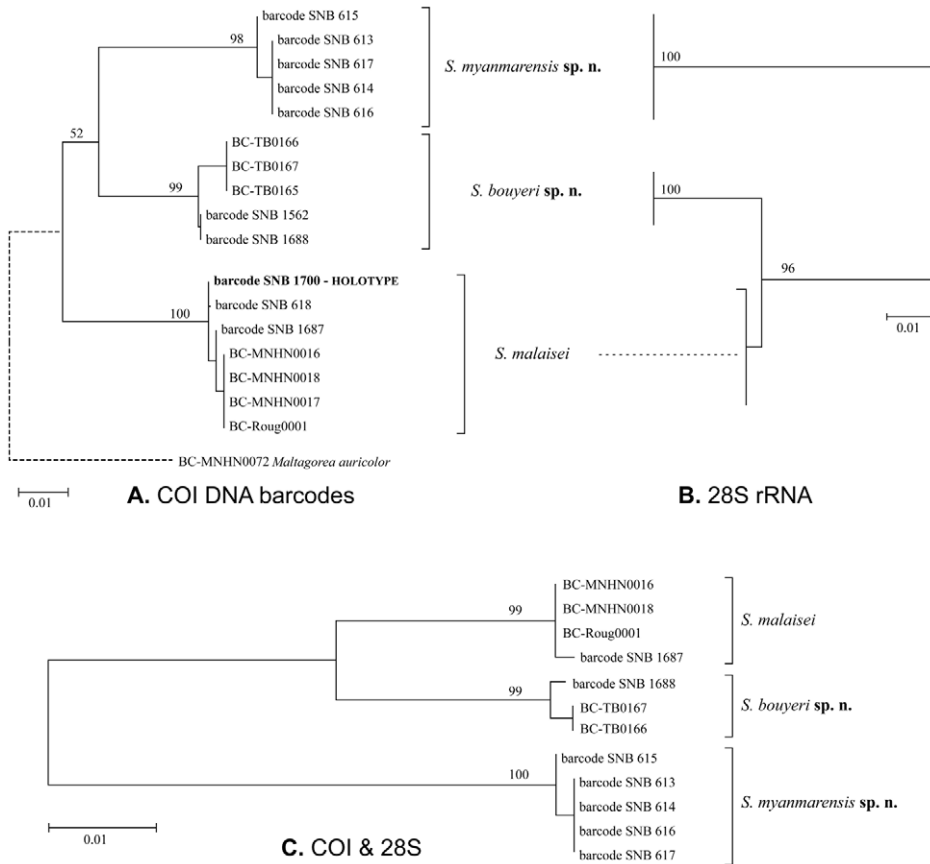 barcode SNB 615
98
barcode SNB 613
barcode SNB 617
barcode SNB 614
barcode SNB 616
S. myanmarensis sp. n.
52
BC-TB0166
BC-TB0167
BC-TB0165
99
barcode SNB 1562
barcode SNB 1688
S. bouyeri sp. n.
barcode SNB 1700 - HOLOTYPE
barcode SNB 618
100
barcode SNB 1687
BC-MNHN0016
BC-MNHN0018
BC-MNHN0017
BC-Roug0001
S. malaisei
BC-MNHN0072 Maltagorea auricolor
0.01
A. COI DNA barcodes
100
100
96
0.01
B. 28S rRNA
BC-MNHN0016
99
BC-MNHN0018
BC-Roug0001
barcode SNB 1687
S. malaisei
barcode SNB 1688
99
BC-TB0167
BC-TB0166
S. bouyeri sp. n.
barcode SNB 615
100
barcode SNB 613
barcode SNB 614
barcode SNB 616
barcode SNB 617
S. myanmarensis sp. n.
0.01
C. COI & 28S